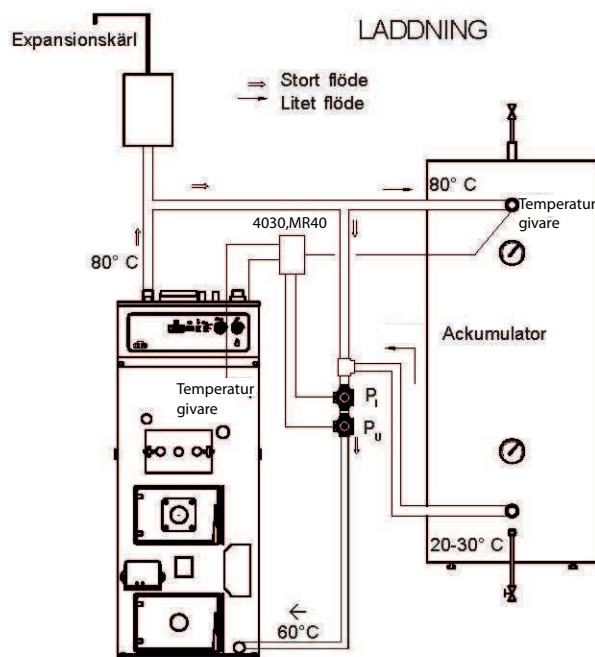 LADDNING
Expansionskärl
Stort flöde
Litet flöde
80° C
Temperatur
givare
4030,MR40
80° C
Ackumulator
Temperatur
givare
P I
P U
20-30° C
60°C